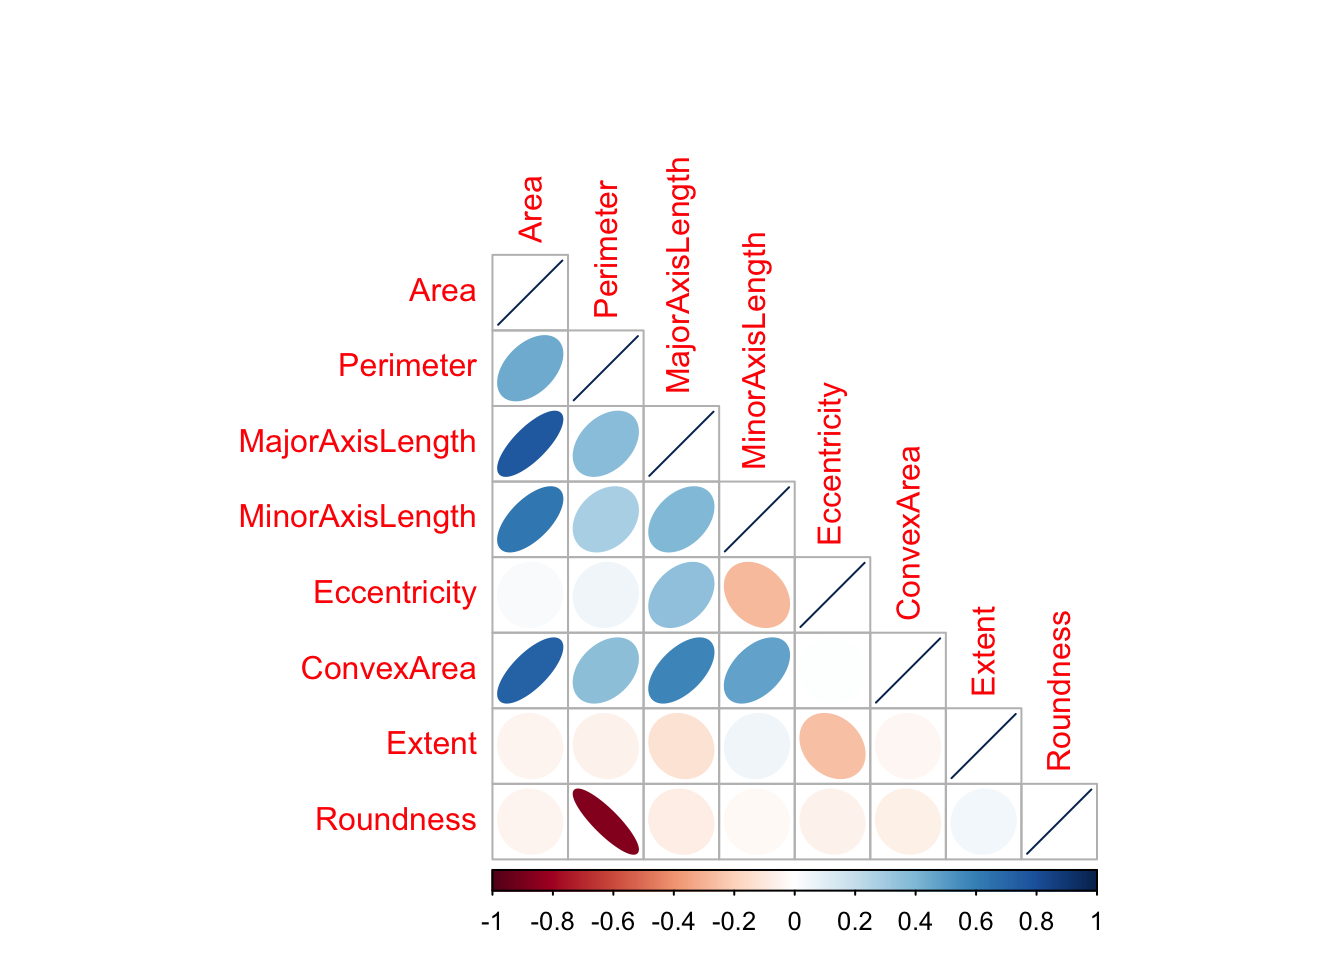 Area
Perimeter
MajorAxisLength
MinorAxisLength
Eccentricity
ConvexArea
Extent
Roundness
Area
Perimeter
MajorAxisLength
MinorAxisLength
Eccentricity
ConvexArea
Extent
Roundness
-1 -0.8 -0.6 -0.4 -0.2 0 0.2 0.4 0.6 0.8 1